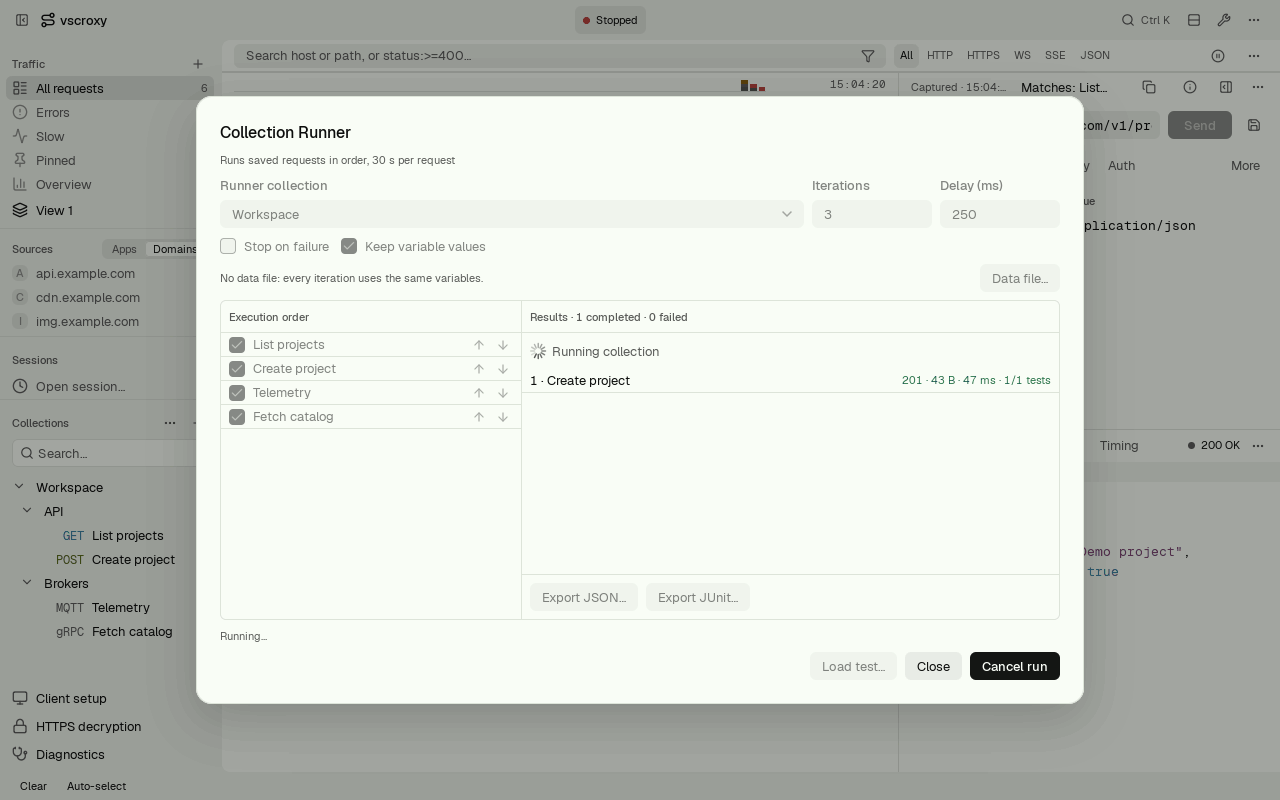 vscroxy
Stopped
Ctrl K
Traffic
Search host or path, or status:>=400…
All
HTTP
HTTPS
WS
SSE
JSON
All requests
6
15:04:20
Captured · 15:04:…
Matches: List…
Errors
Slow
Pinned
Overview
View 1
com/v1/pr
Send
Auth
More
Sources
Apps
Domains
api.example.com
cdn.example.com
img.example.com
A
C
I
plication/json
Sessions
Open session…
Collections
Search…
Workspace
API
GET List projects
POST Create project
Brokers
MQTT Telemetry
gRPC Fetch catalog
Client setup
HTTPS decryption
Diagnostics
Clear
Auto-select
Collection Runner
Runs saved requests in order, 30 s per request
Runner collection
Iterations
Delay (ms)
Workspace
3
250
Stop on failure
Keep variable values
No data file: every iteration uses the same variables.
Data file…
Execution order
Results · 1 completed · 0 failed
List projects
Create project
Telemetry
Fetch catalog
Running collection
1 · Create project
201 · 43 B · 47 ms · 1/1 tests
Export JSON…
Export JUnit…
Running…
Load test…
Close
Cancel run
Timing
200 OK
Demo project",
true